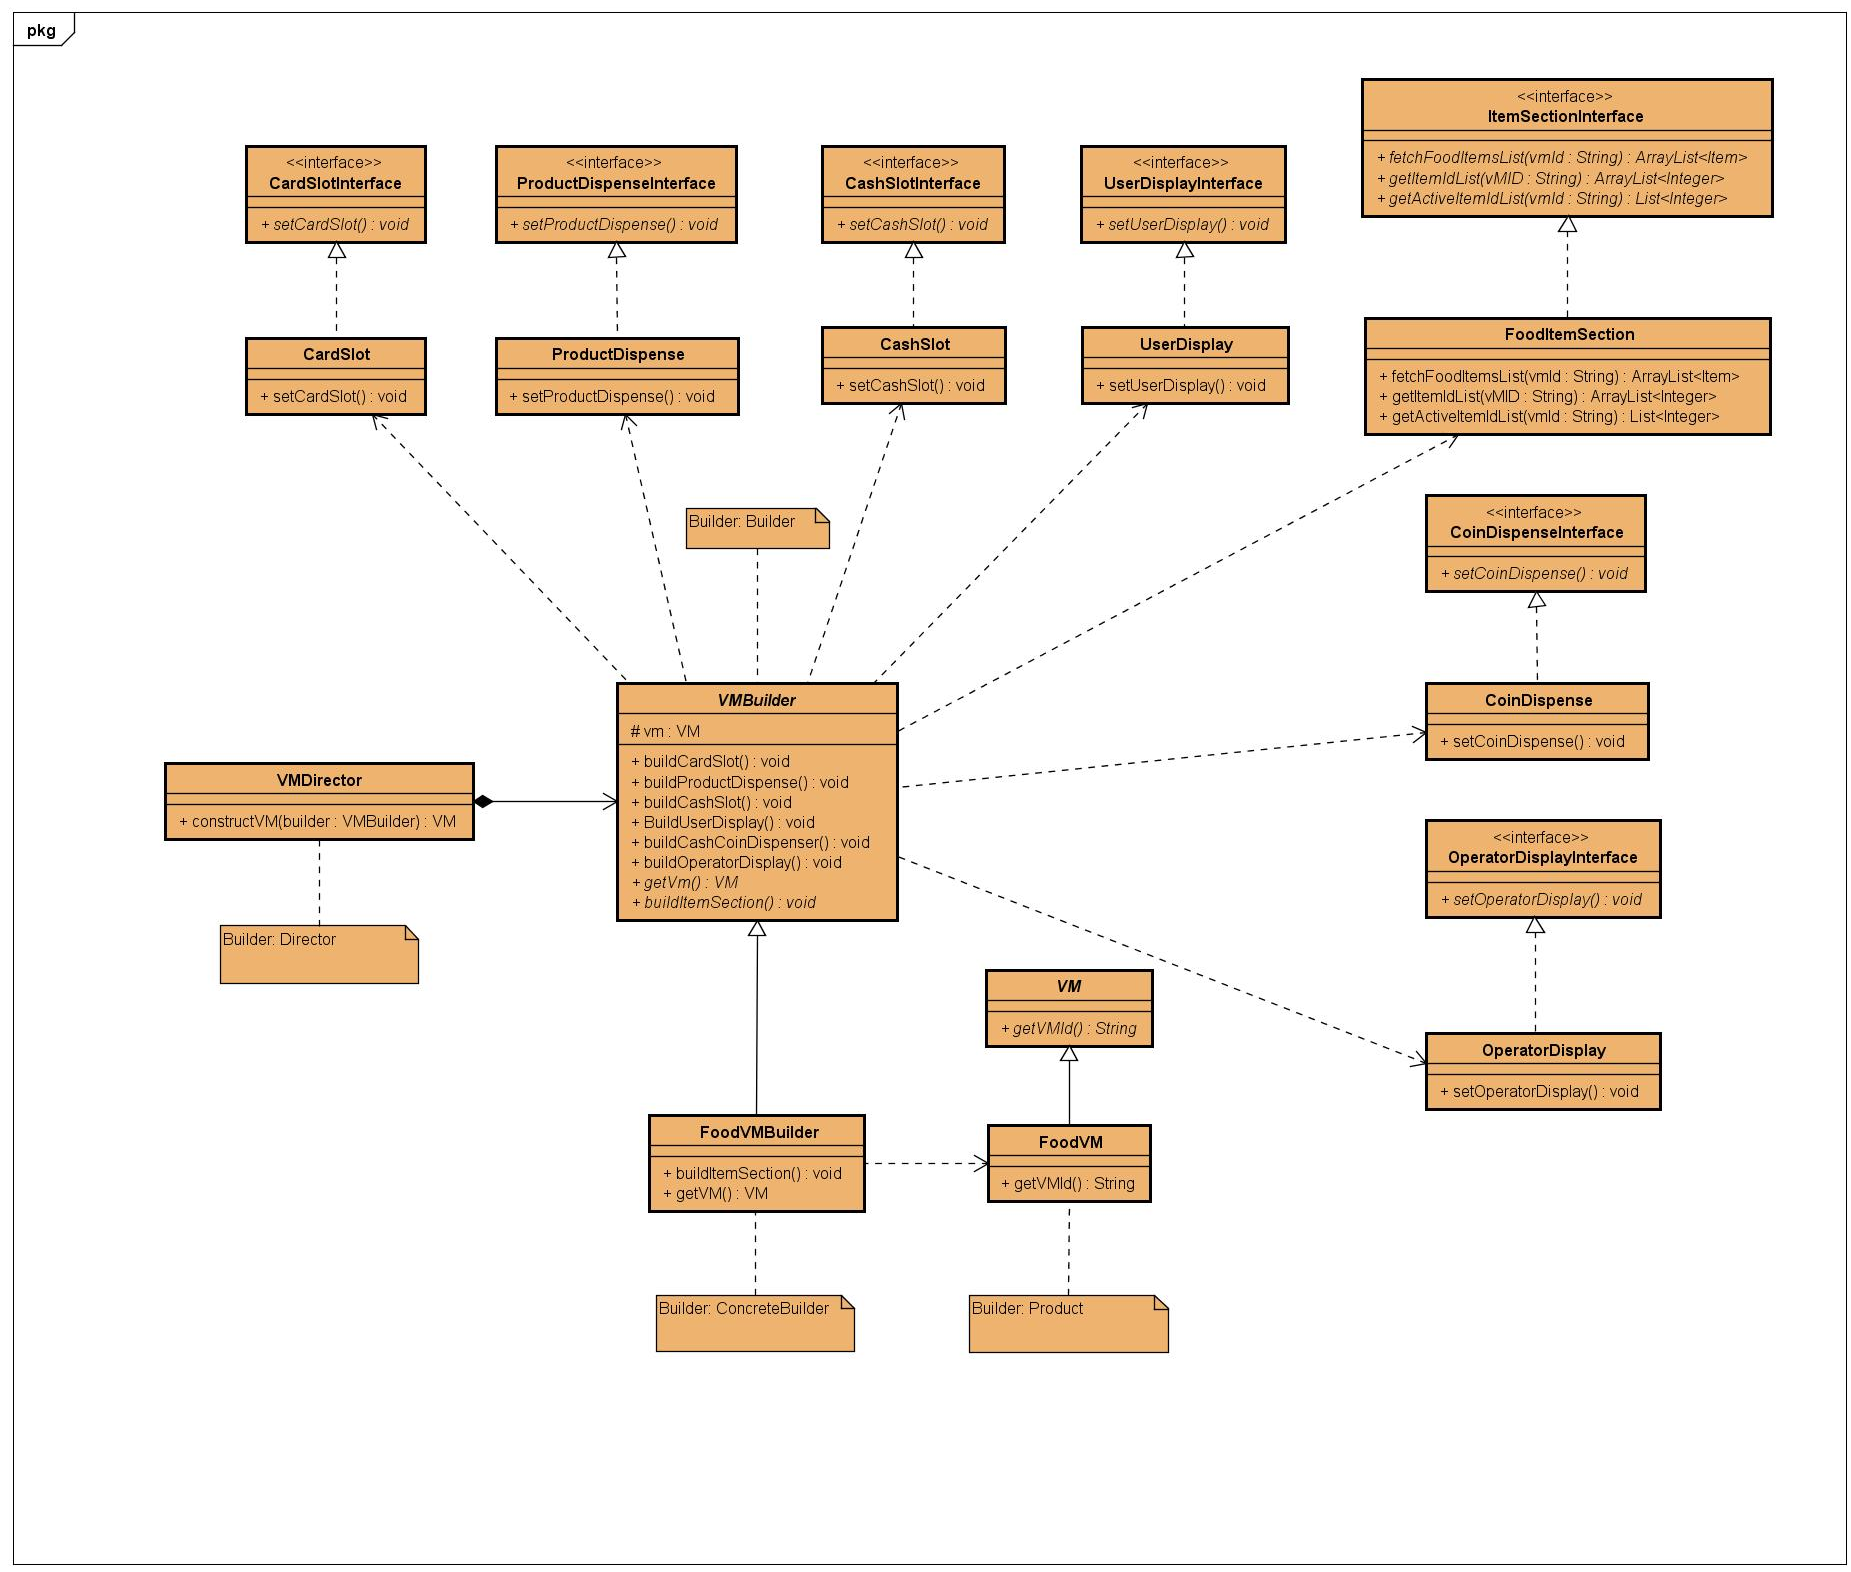 pkg
<<interface>>
ItemSectionInterface
+ fetchFoodItemsList(vmId : String) : ArrayList<Item>
+ getItemIdList(vMID : String) : ArrayList<Integer>
+ getActiveItemIdList(vmId : String) : List<Integer>
<<interface>>
CardSlotInterface
+ setCardSlot() : void
<<interface>>
ProductDispenseInterface
+ setProductDispense() : void
<<interface>>
CashSlotInterface
+ setCashSlot() : void
<<interface>>
UserDisplayInterface
+ setUserDisplay() : void
CardSlot
+ setCardSlot() : void
ProductDispense
+ setProductDispense() : void
CashSlot
+ setCashSlot() : void
UserDisplay
+ setUserDisplay() : void
FoodItemSection
+ fetchFoodItemsList(vmId : String) : ArrayList<Item>
+ getItemIdList(vMID : String) : ArrayList<Integer>
+ getActiveItemIdList(vmId : String) : List<Integer>
Builder: Builder
<<interface>>
CoinDispenseInterface
+ setCoinDispense() : void
VMBuilder
# vm : VM
+ buildCardSlot() : void
+ buildProductDispense() : void
+ buildCashSlot() : void
+ BuildUserDisplay() : void
+ buildCashCoinDispenser() : void
+ buildOperatorDisplay() : void
+ getVm() : VM
+ buildItemSection() : void
CoinDispense
+ setCoinDispense() : void
VMDirector
+ constructVM(builder : VMBuilder) : VM
Builder: Director
<<interface>>
OperatorDisplayInterface
+ setOperatorDisplay() : void
VM
+ getVMId() : String
OperatorDisplay
+ setOperatorDisplay() : void
FoodVMBuilder
+ buildItemSection() : void
+ getVM() : VM
FoodVM
+ getVMId() : String
Builder: ConcreteBuilder
Builder: Product